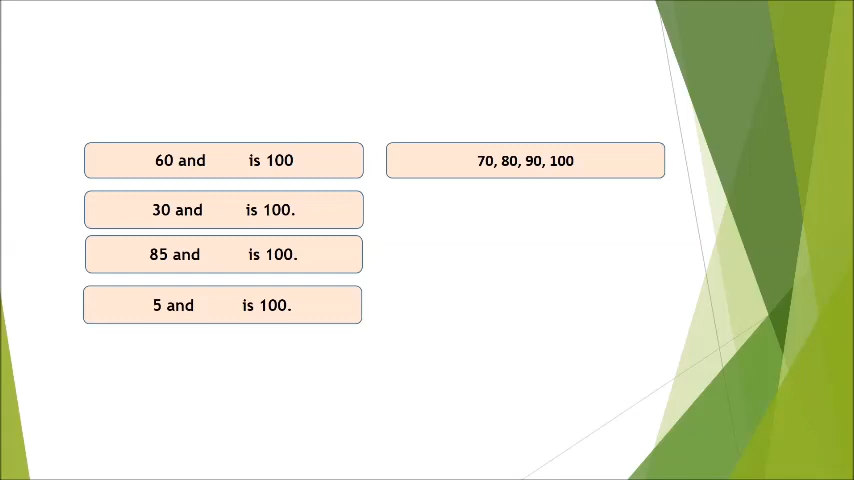 60 and is 100
70, 80, 90, 100
30 and is 100.
85 and is 100.
5 and is 100.